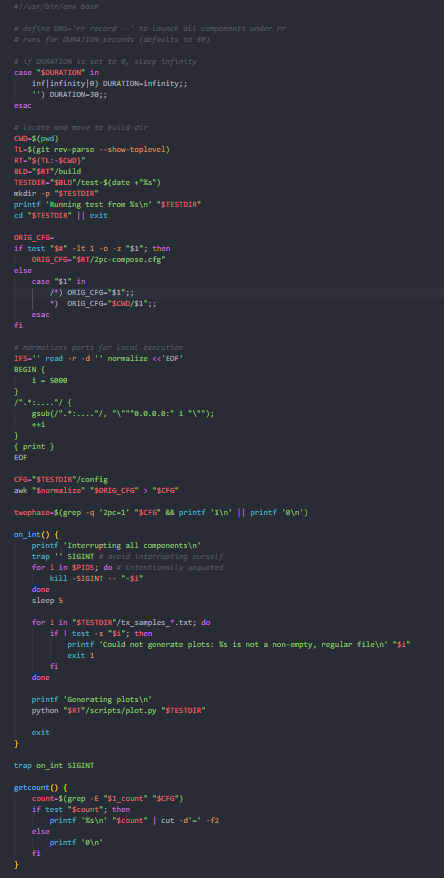 #!/usr/bin/env bash
# define DBG='rr record --' to launch all components under rr
# runs for DURATION seconds (defaults to 30)
# if DURATION is set to 0, sleep infinity
case "$DURATION" in
inf|infinity|0) DURATION=infinity;;
'') DURATION=30;;
esac
# locate and move to build-dir
CWD=$(pwd)
TL=$(git rev-parse --show-toplevel)
RT="${TL:-$CWD}"
BLD="$RT"/build
TESTDIR="$BLD"/test-$(date +"%s")
mkdir -p "$TESTDIR"
printf 'Running test from %s\n' "$TESTDIR"
cd "$TESTDIR" || exit
ORIG_CFG=
if test "$#" -lt 1 -o -z "$1"; then
ORIG_CFG="$RT/2pc-compose.cfg"
else
case "$1" in
/*) ORIG_CFG="$1";;
*) ORIG_CFG="$CWD/$1";;
esac
fi
# normalizes ports for local execution
IFS='' read -r -d '' normalize <<'EOF'
BEGIN {
i = 5000
}
/".*:...."/ {
gsub(/".*:...."/, "\"""0.0.0.0:" i "\"");
++i
}
{ print }
EOF
CFG="$TESTDIR"/config
awk "$normalize" "$ORIG_CFG" > "$CFG"
twophase=$(grep -q '2pc=1' "$CFG" && printf '1\n' || printf '0\n')
on_int() {
printf 'Interrupting all components\n'
trap '' SIGINT # avoid interrupting ourself
for i in $PIDS; do # intentionally unquoted
kill -SIGINT -- "-$i"
done
sleep 5
for i in "$TESTDIR"/tx_samples_*.txt; do
if ! test -s "$i"; then
printf 'Could not generate plots: %s is not a non-empty, regular file\n' "$i"
exit 1
fi
done
printf 'Generating plots\n'
python "$RT"/scripts/plot.py "$TESTDIR"
exit
}
trap on_int SIGINT
getcount() {
count=$(grep -E "$1_count" "$CFG")
if test "$count"; then
printf '%s\n' "$count" | cut -d'=' -f2
else
printf '0\n'
fi
}